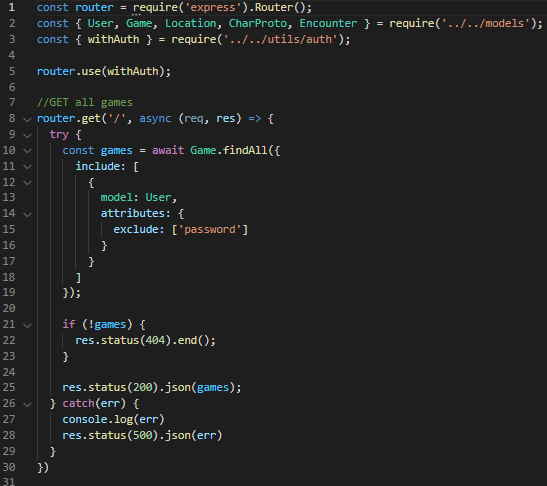 1 const router = require('express').Router();
2 const { User, Game, Location, CharProto, Encounter } = require('../../models');
3 const { withAuth } = require('../../utils/auth');
4
5 router.use(withAuth);
6
7 //GET all games
8 router.get('/', async (req, res) => {
9 try {
10 const games = await Game.findAll({
11 include: [
12 {
13 model: User,
14 attributes: {
15 exclude: ['password']
16 }
17 }
18 ]
19 });
20
21 if (!games) {
22 res.status(404).end();
23 }
24
25 res.status(200).json(games);
26 } catch(err) {
27 console.log(err)
28 res.status(500).json(err)
29 }
30 })
31